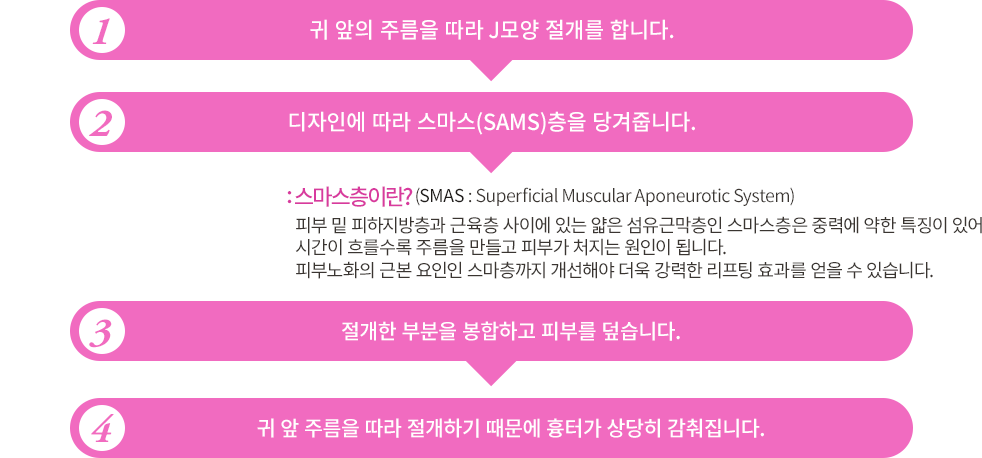 1
귀 앞의 주름을 따라 J모양 절개를 합니다.
2
디자인에 따라 스마스(SAMS)층을 당겨줍니다.
: 스마스층이란? (SMAS : Superficial Muscular Aponeurotic System)
피부 밑 피하지방층과 근육층 사이에 있는 얇은 섬유근막층인 스마스층은 중력에 약한 특징이 있어
시간이 흐를수록 주름을 만들고 피부가 처지는 원인이 됩니다.
피부노화의 근본 요인인 스마층까지 개선해야 더욱 강력한 리프팅 효과를 얻을 수 있습니다.
3
절개한 부분을 봉합하고 피부를 덮습니다.
4
귀 앞 주름을 따라 절개하기 때문에 흉터가 상당히 감춰집니다.